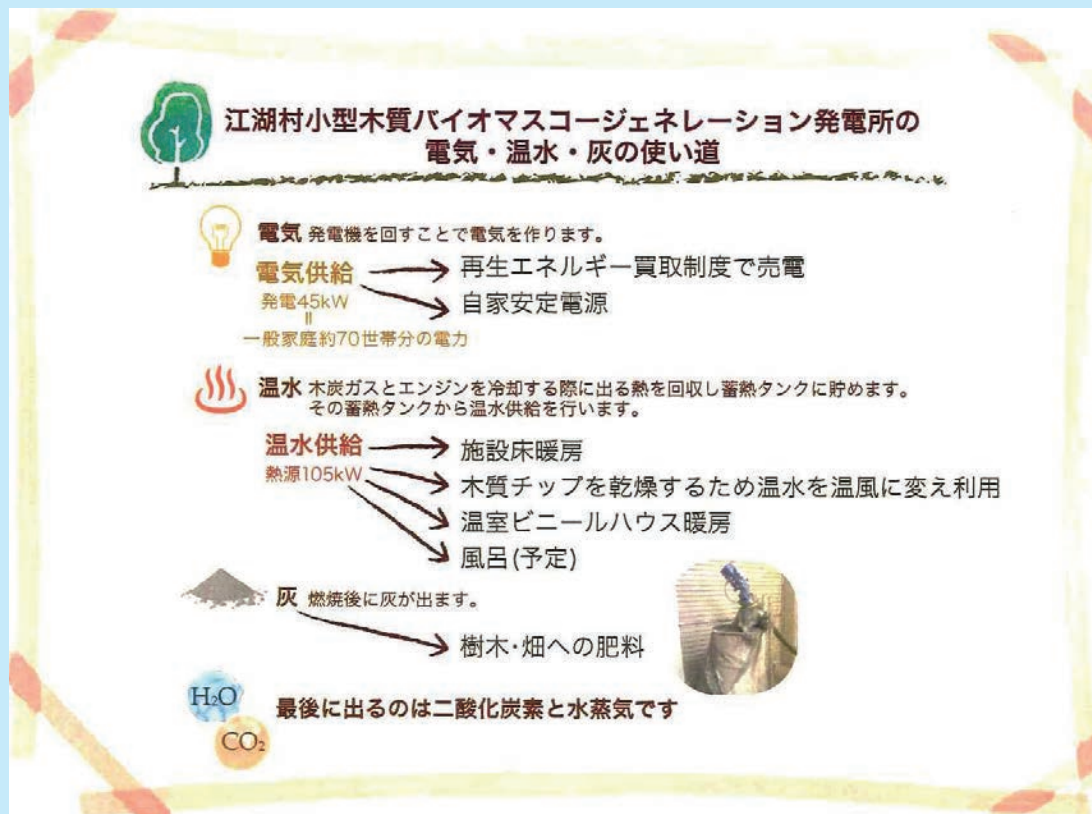 江湖村小型木質バイオマスコージェネレーション発電所の
電気・温水・灰の使い道
電気 発電機を回すことで電気を作ります。
電気供給
発電45kW
=
一般家庭約70世帯分の電力
再生エネルギー買取制度で売電
自家安定電源
温水 木炭ガスとエンジンを冷却する際に出る熱を回収し蓄熱タンクに貯めます。
その蓄熱タンクから温水供給を行います。
温水供給
熱源105kW
施設床暖房
木質チップを乾燥するため温水を温風に変え利用
温室ビニールハウス暖房
風呂(予定)
灰 燃焼後に灰が出ます。
樹木・畑への肥料
H₂O
CO₂
最後に出るのは二酸化炭素と水蒸気です